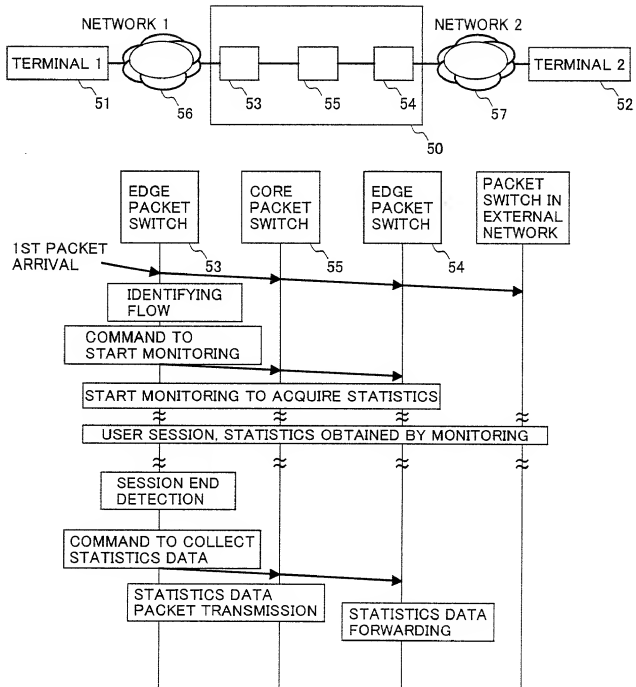 NETWORK 1
NETWORK 2
TERMINAL 1
TERMINAL 2
51
56
53
55
54
57
52
50
EDGE
PACKET
SWITCH
CORE
PACKET
SWITCH
EDGE
PACKET
SWITCH
PACKET
SWITCH IN
EXTERNAL
NETWORK
53
55
54
1ST PACKET
ARRIVAL
IDENTIFYING
FLOW
COMMAND TO
START MONITORING
START MONITORING TO ACQUIRE STATISTICS
USER SESSION, STATISTICS OBTAINED BY MONITORING
SESSION END
DETECTION
COMMAND TO COLLECT
STATISTICS DATA
STATISTICS DATA
PACKET TRANSMISSION
STATISTICS DATA
FORWARDING